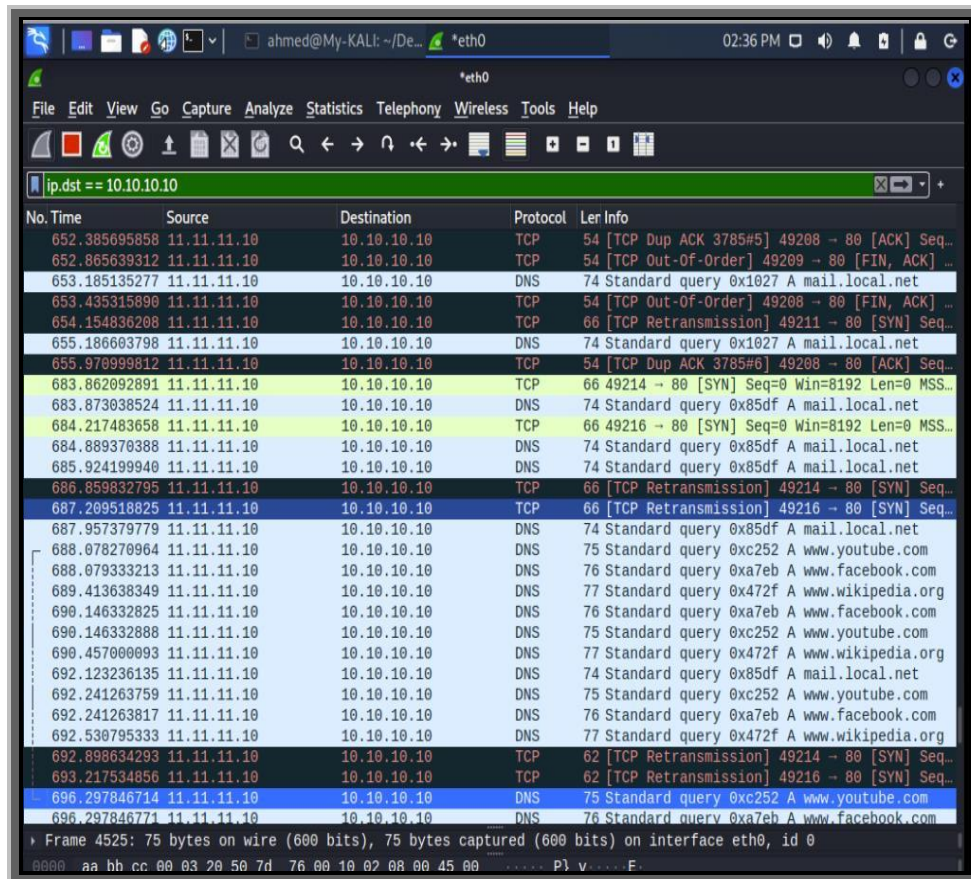 ahmed@My-KALI: ~/De... *eth0 02:36 PM
*eth0
File Edit View Go Capture Analyze Statistics Telephony Wireless Tools Help
ip.dst == 10.10.10.10
No. Time Source Destination Protocol Ler Info
652.385695858 11.11.11.10 10.10.10.10 TCP 54 [TCP Dup ACK 3785#5] 49208 → 80 [ACK] Seq…
652.865639312 11.11.11.10 10.10.10.10 TCP 54 [TCP Out-Of-Order] 49209 → 80 [FIN, ACK] …
653.185135277 11.11.11.10 10.10.10.10 DNS 74 Standard query 0x1027 A mail.local.net
653.435315890 11.11.11.10 10.10.10.10 TCP 54 [TCP Out-Of-Order] 49208 → 80 [FIN, ACK] …
654.154836208 11.11.11.10 10.10.10.10 TCP 66 [TCP Retransmission] 49211 → 80 [SYN] Seq…
655.186603798 11.11.11.10 10.10.10.10 DNS 74 Standard query 0x1027 A mail.local.net
655.970999812 11.11.11.10 10.10.10.10 TCP 54 [TCP Dup ACK 3785#6] 49208 → 80 [ACK] Seq…
683.862092891 11.11.11.10 10.10.10.10 TCP 66 49214 → 80 [SYN] Seq=0 Win=8192 Len=0 MSS…
683.873038524 11.11.11.10 10.10.10.10 DNS 74 Standard query 0x85df A mail.local.net
684.217483658 11.11.11.10 10.10.10.10 TCP 66 49216 → 80 [SYN] Seq=0 Win=8192 Len=0 MSS…
684.889370388 11.11.11.10 10.10.10.10 DNS 74 Standard query 0x85df A mail.local.net
685.924199940 11.11.11.10 10.10.10.10 DNS 74 Standard query 0x85df A mail.local.net
686.859832795 11.11.11.10 10.10.10.10 TCP 66 [TCP Retransmission] 49214 → 80 [SYN] Seq…
687.209518825 11.11.11.10 10.10.10.10 TCP 66 [TCP Retransmission] 49216 → 80 [SYN] Seq…
687.957379779 11.11.11.10 10.10.10.10 DNS 74 Standard query 0x85df A mail.local.net
688.078270964 11.11.11.10 10.10.10.10 DNS 75 Standard query 0xc252 A www.youtube.com
688.079333213 11.11.11.10 10.10.10.10 DNS 76 Standard query 0xa7eb A www.facebook.com
689.413638349 11.11.11.10 10.10.10.10 DNS 77 Standard query 0x472f A www.wikipedia.org
690.146332825 11.11.11.10 10.10.10.10 DNS 76 Standard query 0xa7eb A www.facebook.com
690.146332888 11.11.11.10 10.10.10.10 DNS 75 Standard query 0xc252 A www.youtube.com
690.457000093 11.11.11.10 10.10.10.10 DNS 77 Standard query 0x472f A www.wikipedia.org
692.123236135 11.11.11.10 10.10.10.10 DNS 74 Standard query 0x85df A mail.local.net
692.241263759 11.11.11.10 10.10.10.10 DNS 75 Standard query 0xc252 A www.youtube.com
692.241263817 11.11.11.10 10.10.10.10 DNS 76 Standard query 0xa7eb A www.facebook.com
692.530795333 11.11.11.10 10.10.10.10 DNS 77 Standard query 0x472f A www.wikipedia.org
692.898634293 11.11.11.10 10.10.10.10 TCP 62 [TCP Retransmission] 49214 → 80 [SYN] Seq…
693.217534856 11.11.11.10 10.10.10.10 TCP 62 [TCP Retransmission] 49216 → 80 [SYN] Seq…
696.297846714 11.11.11.10 10.10.10.10 DNS 75 Standard query 0xc252 A www.youtube.com
696.297846771 11.11.11.10 10.10.10.10 DNS 76 Standard query 0xa7eb A www.facebook.com
Frame 4525: 75 bytes on wire (600 bits), 75 bytes captured (600 bits) on interface eth0, id 0
0000 aa bb cc 00 03 20 50 7d 76 00 10 02 08 00 45 00 ····· P} v·····E·